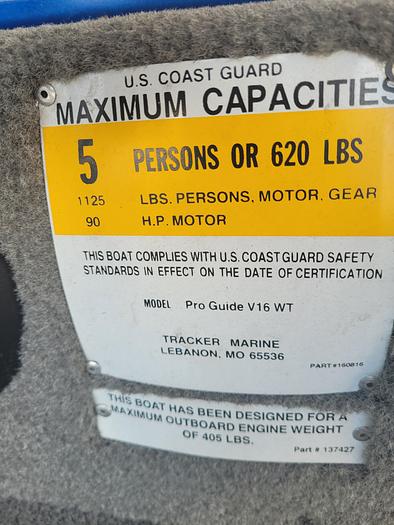 U.S. COAST GUARD
MAXIMUM CAPACITIES
5 PERSONS OR 620 LBS
1125 LBS. PERSONS, MOTOR, GEAR
90 H.P. MOTOR
THIS BOAT COMPLIES WITH U.S. COAST GUARD SAFETY
STANDARDS IN EFFECT ON THE DATE OF CERTIFICATION
MODEL Pro Guide V16 WT
TRACKER MARINE
LEBANON, MO 65536
PART#160816
THIS BOAT HAS BEEN DESIGNED FOR A
MAXIMUM OUTBOARD ENGINE WEIGHT
OF 405 LBS.
Part # 137427